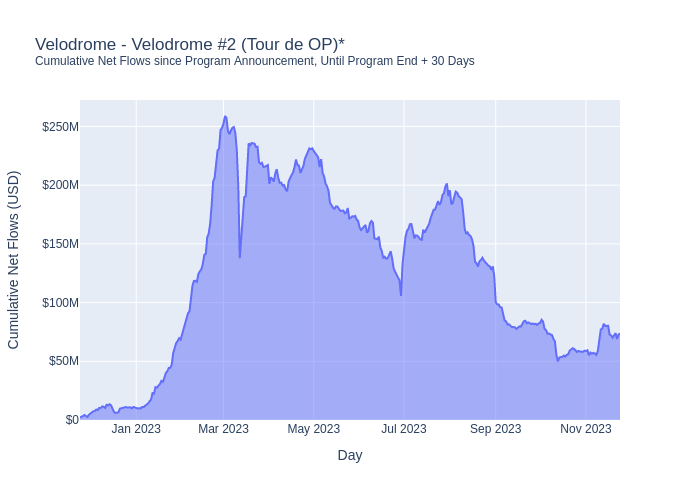 Velodrome - Velodrome #2 (Tour de OP)*
Cumulative Net Flows since Program Announcement, Until Program End + 30 Days
Cumulative Net Flows (USD)
$250M
$200M
$150M
$100M
$50M
$0
Jan 2023 Mar 2023 May 2023 Jul 2023 Sep 2023 Nov 2023
Day